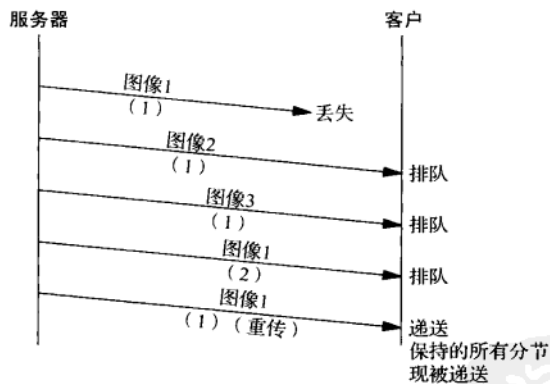 服务器
客户
图像1
（1）
丢失
图像2
（1）
排队
图像3
（1）
排队
图像1
（2）
排队
图像1
（1）（重传）
递送
保持的所有分节
现被递送